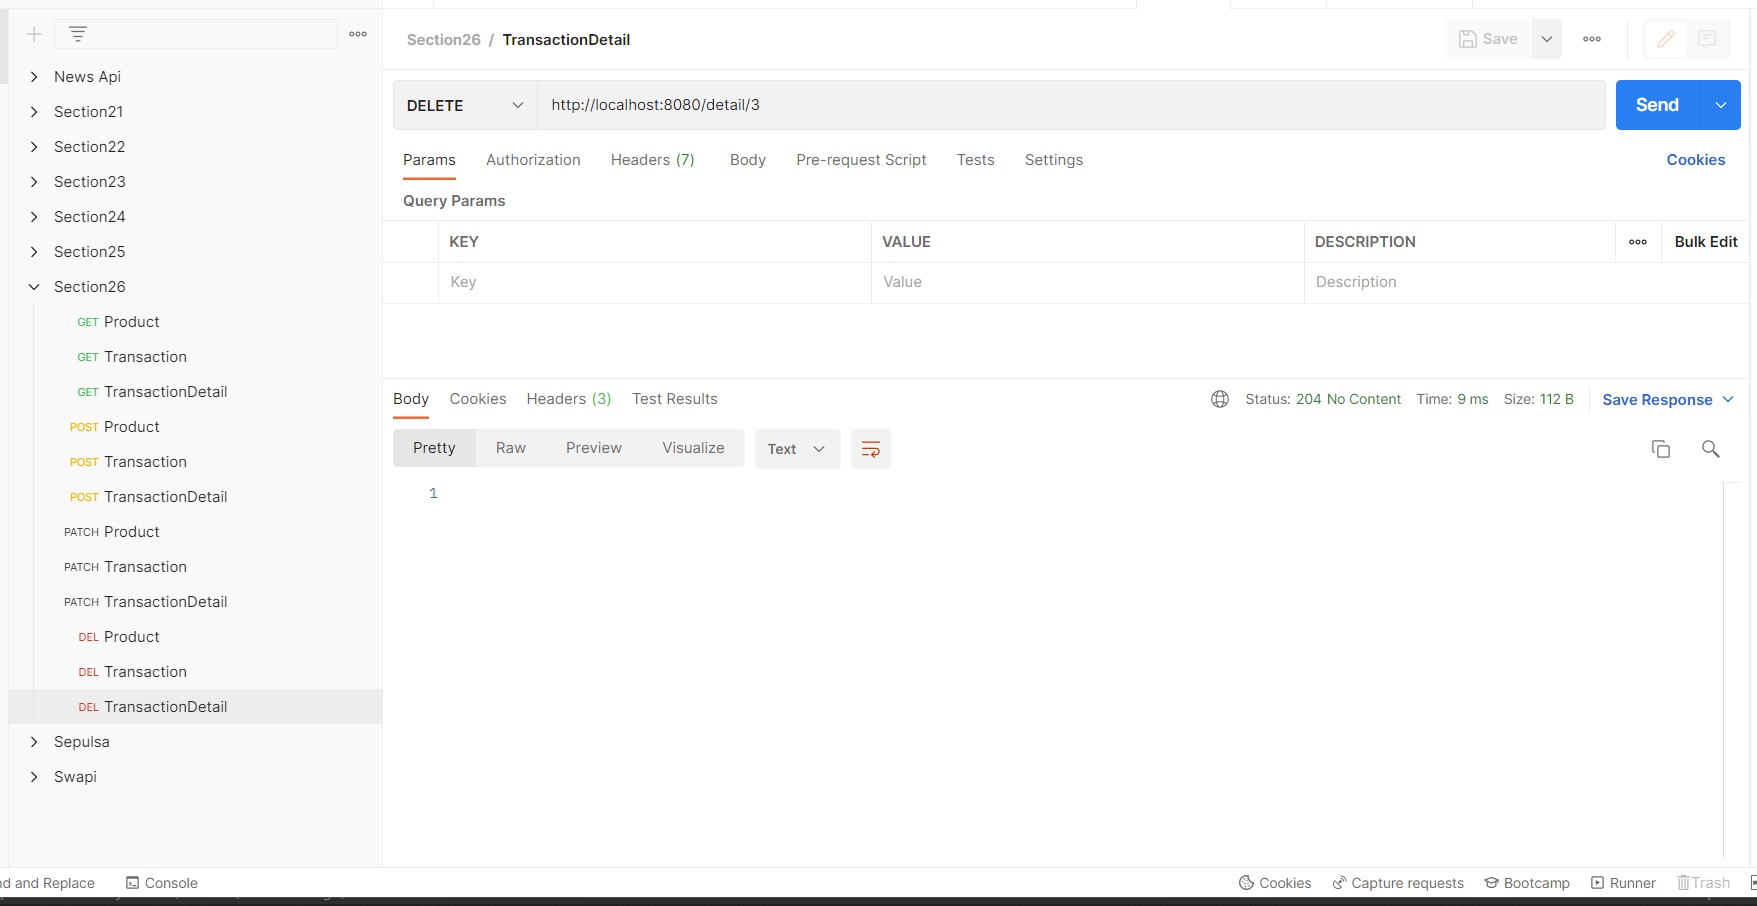 News Api
Section21
Section22
Section23
Section24
Section25
Section26
GET Product
GET Transaction
GET TransactionDetail
POST Product
POST Transaction
POST TransactionDetail
PATCH Product
PATCH Transaction
PATCH TransactionDetail
DEL Product
DEL Transaction
DEL TransactionDetail
Sepulsa
Swapi
Section26 / TransactionDetail
Save
DELETE http://localhost:8080/detail/3 Send
Params Authorization Headers (7) Body Pre-request Script Tests Settings Cookies
Query Params
KEY VALUE DESCRIPTION Bulk Edit
Key Value Description
Body Cookies Headers (3) Test Results Status: 204 No Content Time: 9 ms Size: 112 B Save Response
Pretty Raw Preview Visualize Text
1
and Replace Console Cookies Capture requests Bootcamp Runner Trash